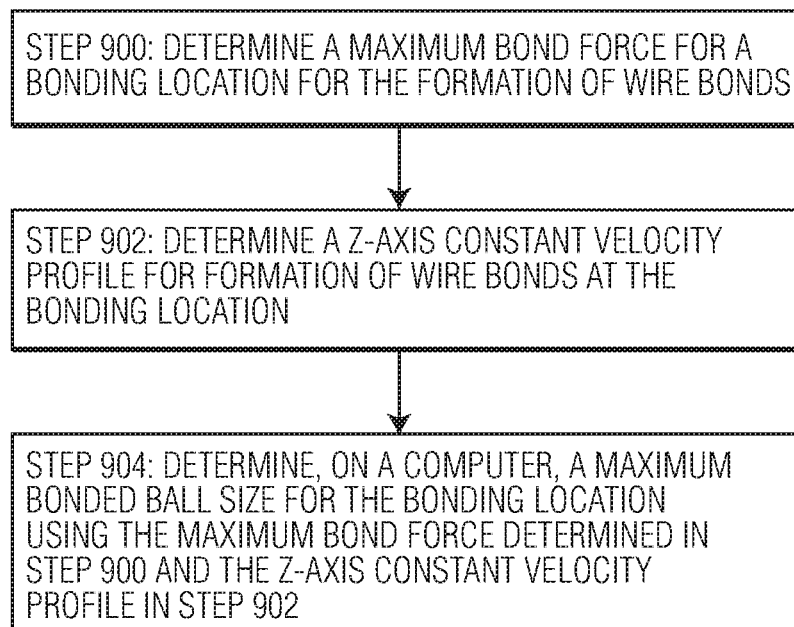 STEP 900: DETERMINE A MAXIMUM BOND FORCE FOR A
BONDING LOCATION FOR THE FORMATION OF WIRE BONDS
STEP 902: DETERMINE A Z-AXIS CONSTANT VELOCITY
PROFILE FOR FORMATION OF WIRE BONDS AT THE
BONDING LOCATION
STEP 904: DETERMINE, ON A COMPUTER, A MAXIMUM
BONDED BALL SIZE FOR THE BONDING LOCATION
USING THE MAXIMUM BOND FORCE DETERMINED IN
STEP 900 AND THE Z-AXIS CONSTANT VELOCITY
PROFILE IN STEP 902